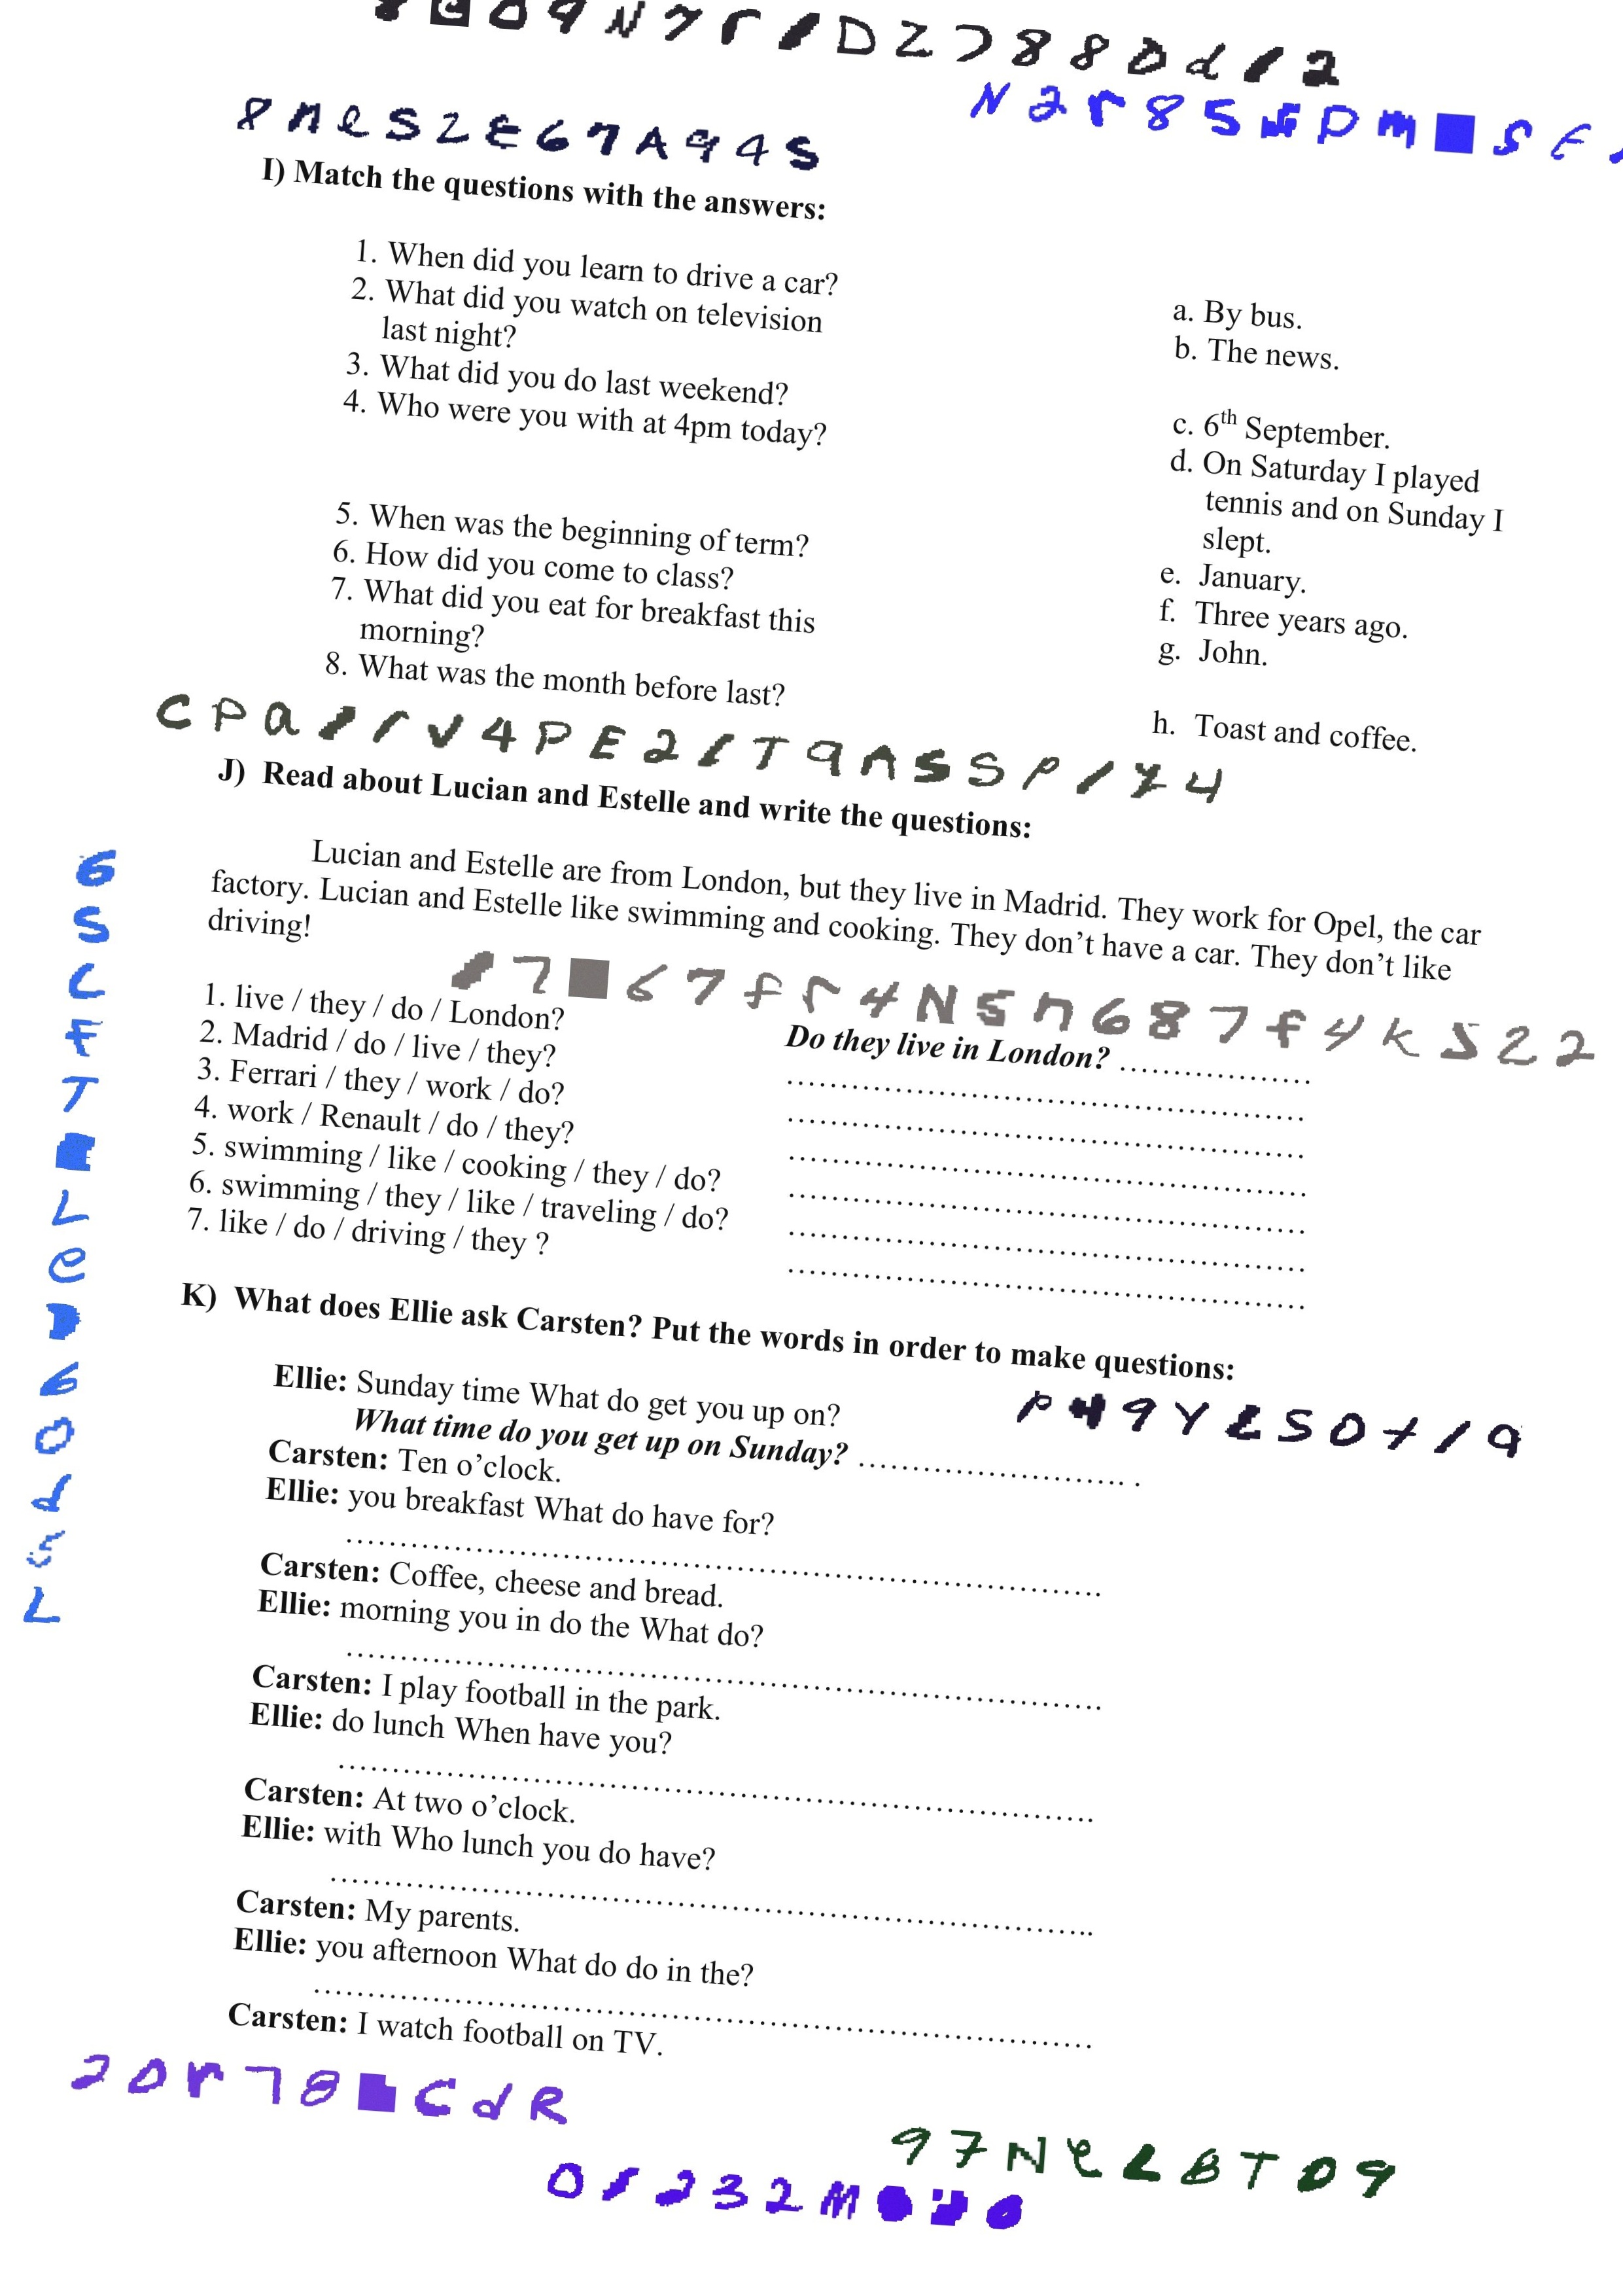 I) Match the questions with the answers:
1. When did you learn to drive a car?
2. What did you watch on television
last night?
3. What did you do last weekend?
4. Who were you with at 4pm today?
5. When was the beginning of term?
6. How did you come to class?
7. What did you eat for breakfast this
morning?
8. What was the month before last?
a. By bus.
b. The news.
c. 6th September.
d. On Saturday I played
tennis and on Sunday I
slept.
e. January.
f. Three years ago.
g. John.
h. Toast and coffee.
J) Read about Lucian and Estelle and write the questions:
Lucian and Estelle are from London, but they live in Madrid. They work for Opel, the car
factory. Lucian and Estelle like swimming and cooking. They don’t have a car. They don’t like
driving!
1. live / they / do / London?
2. Madrid / do / live / they?
3. Ferrari / they / work / do?
4. work / Renault / do / they?
5. swimming / like / cooking / they / do?
6. swimming / they / like / traveling / do?
7. like / do / driving / they ?
Do they live in London? ..................
K) What does Ellie ask Carsten? Put the words in order to make questions:
Ellie: Sunday time What do get you up on?
What time do you get up on Sunday? .........................
Carsten: Ten o’clock.
Ellie: you breakfast What do have for?
Carsten: Coffee, cheese and bread.
Ellie: morning you in do the What do?
Carsten: I play football in the park.
Ellie: do lunch When have you?
Carsten: At two o’clock.
Ellie: with Who lunch you do have?
Carsten: My parents.
Ellie: you afternoon What do do in the?
Carsten: I watch football on TV.